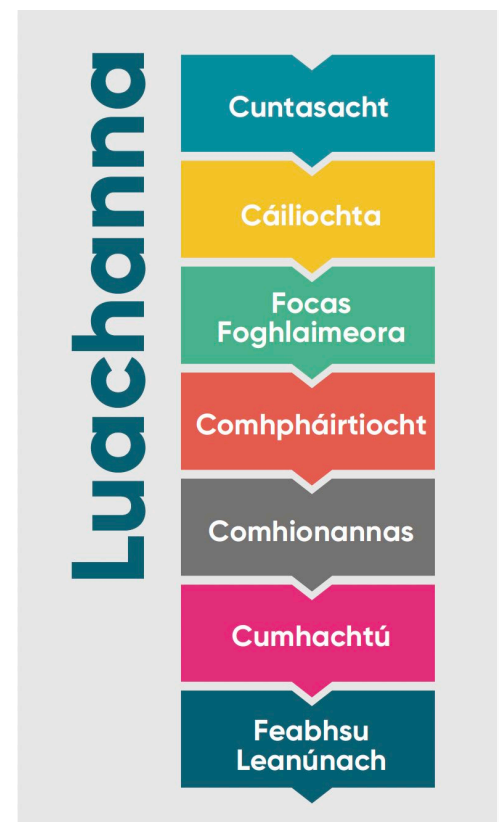 Luachanna
Cuntasacht
Cáiliochta
Focas
Foghlaimeora
Comhpháirtiocht
Comhionannas
Cumhachtú
Feabhsu
Leanúnach